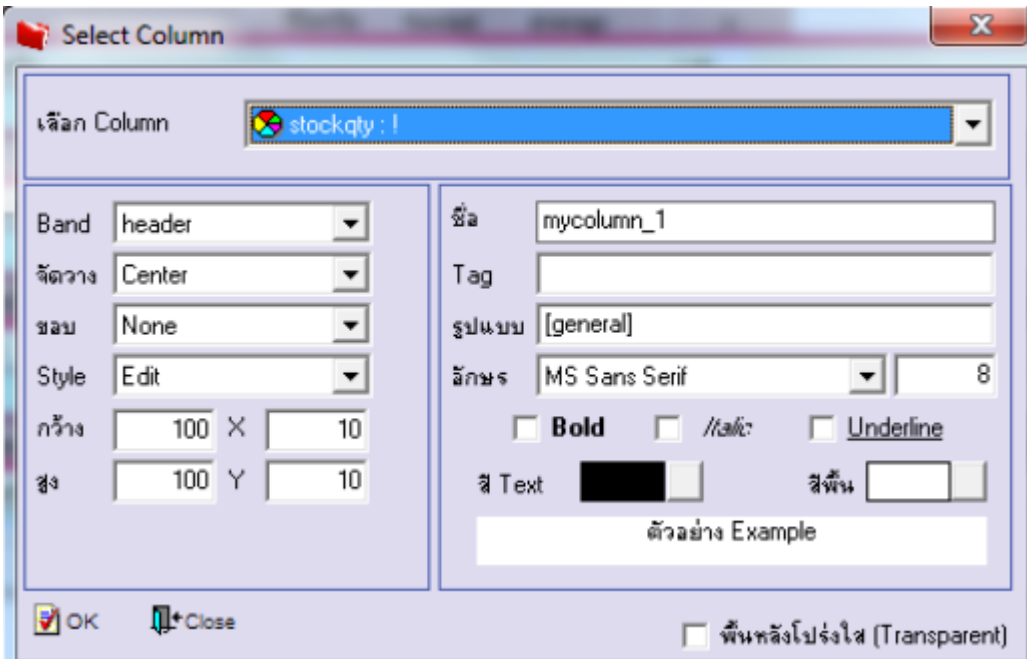 Select Column
เลือก Column stockqty : !
Band header
จัดวาง Center
ขอบ None
Style Edit
กว้าง 100 X 10
สูง 100 Y 10
ชื่อ mycolumn_1
Tag
รูปแบบ [general]
อักษร MS Sans Serif 8
Bold Italic Underline
สี Text สีพื้น
ตัวอย่าง Example
OK Close
พื้นหลังโปร่งใส (Transparent)